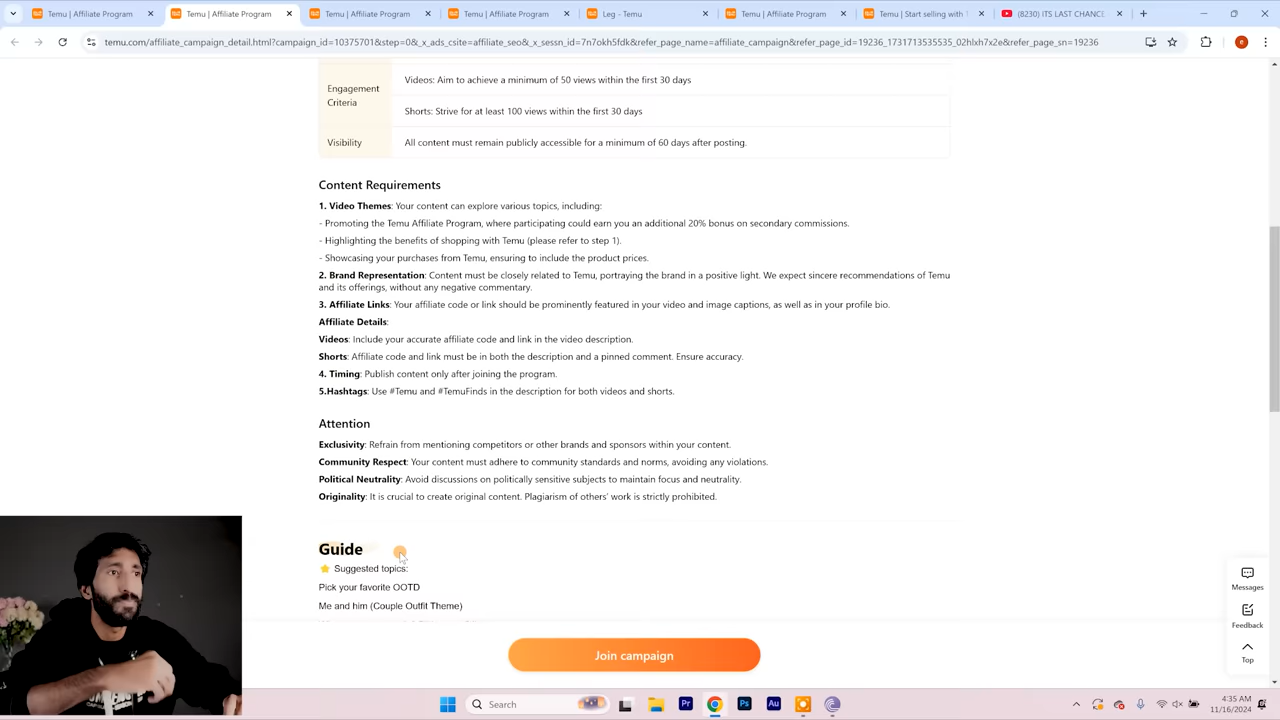 Temu | Affiliate Program
Temu | Affiliate Program
Temu | Affiliate Program
Temu | Affiliate Program
Leg - Temu
Temu | Affiliate Program
Temu | Start selling with
(8230) ITS LAST CHANCE
temu.com/affiliate_campaign_detail.html?campaign_id=10375701&step=0&_x_ads_csite=affiliate_seo&_x_sessn_id=7n7okh5fdk&refer_page_name=affiliate_campaign&refer_page_id=19236_1731713535535_02hlxh7x2e&refer_page_sn=19236
e
Engagement
Criteria
Videos: Aim to achieve a minimum of 50 views within the first 30 days
Shorts: Strive for at least 100 views within the first 30 days
Visibility
All content must remain publicly accessible for a minimum of 60 days after posting.
Content Requirements
1. Video Themes: Your content can explore various topics, including:
- Promoting the Temu Affiliate Program, where participating could earn you an additional 20% bonus on secondary commissions.
- Highlighting the benefits of shopping with Temu (please refer to step 1).
- Showcasing your purchases from Temu, ensuring to include the product prices.
2. Brand Representation: Content must be closely related to Temu, portraying the brand in a positive light. We expect sincere recommendations of Temu
and its offerings, without any negative commentary.
3. Affiliate Links: Your affiliate code or link should be prominently featured in your video and image captions, as well as in your profile bio.
Affiliate Details:
Videos: Include your accurate affiliate code and link in the video description.
Shorts: Affiliate code and link must be in both the description and a pinned comment. Ensure accuracy.
4. Timing: Publish content only after joining the program.
5.Hashtags: Use #Temu and #TemuFinds in the description for both videos and shorts.
Attention
Exclusivity: Refrain from mentioning competitors or other brands and sponsors within your content.
Community Respect: Your content must adhere to community standards and norms, avoiding any violations.
Political Neutrality: Avoid discussions on politically sensitive subjects to maintain focus and neutrality.
Originality: It is crucial to create original content. Plagiarism of others' work is strictly prohibited.
Guide
Suggested topics:
Pick your favorite OOTD
Me and him (Couple Outfit Theme)
Join campaign
Messages
Feedback
Top
Search
Pr
Ps
Au
4:35 AM
11/16/2024